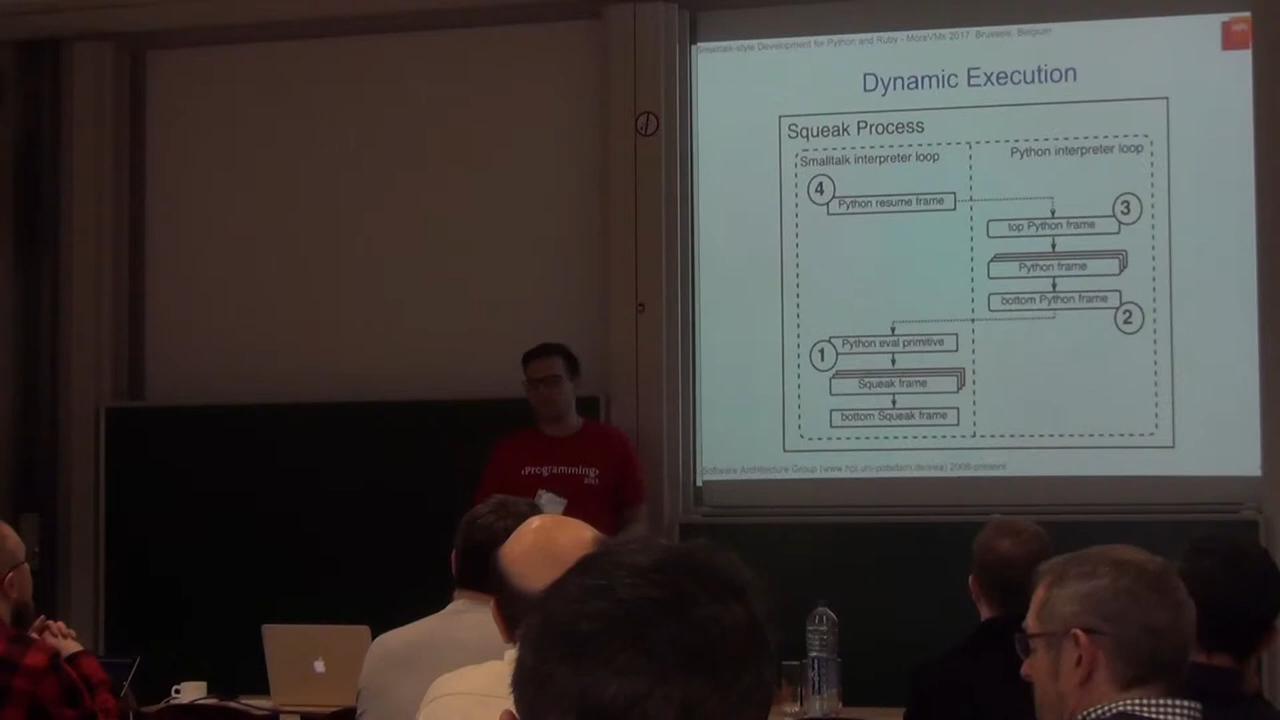 Smalltalk-style Development for Python and Ruby - MoreVMs 2017 Brussels, Belgium
Dynamic Execution
Squeak Process
Smalltalk interpreter loop
Python interpreter loop
4
Python resume frame
3
top Python frame
Python frame
bottom Python frame
2
1
Python eval primitive
Squeak frame
bottom Squeak frame
Software Architecture Group (www.hpi.uni-potsdam.de/swa) 2006-present
‹Programming›
2017